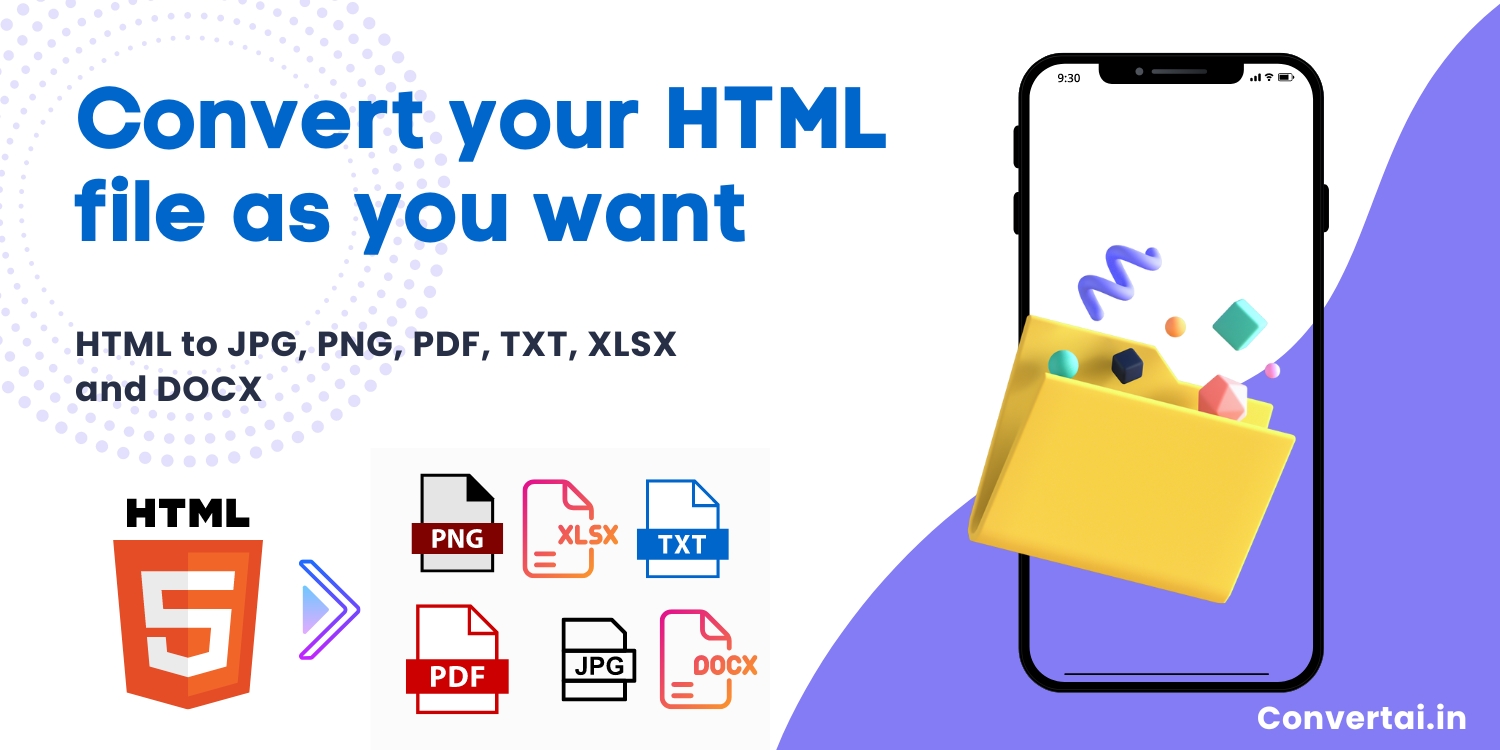 Convert your HTML
file as you want
HTML to JPG, PNG, PDF, TXT, XLSX
and DOCX
HTML
5
PNG
XLSX
TXT
PDF
JPG
DOCX
9:30
Convertai.in